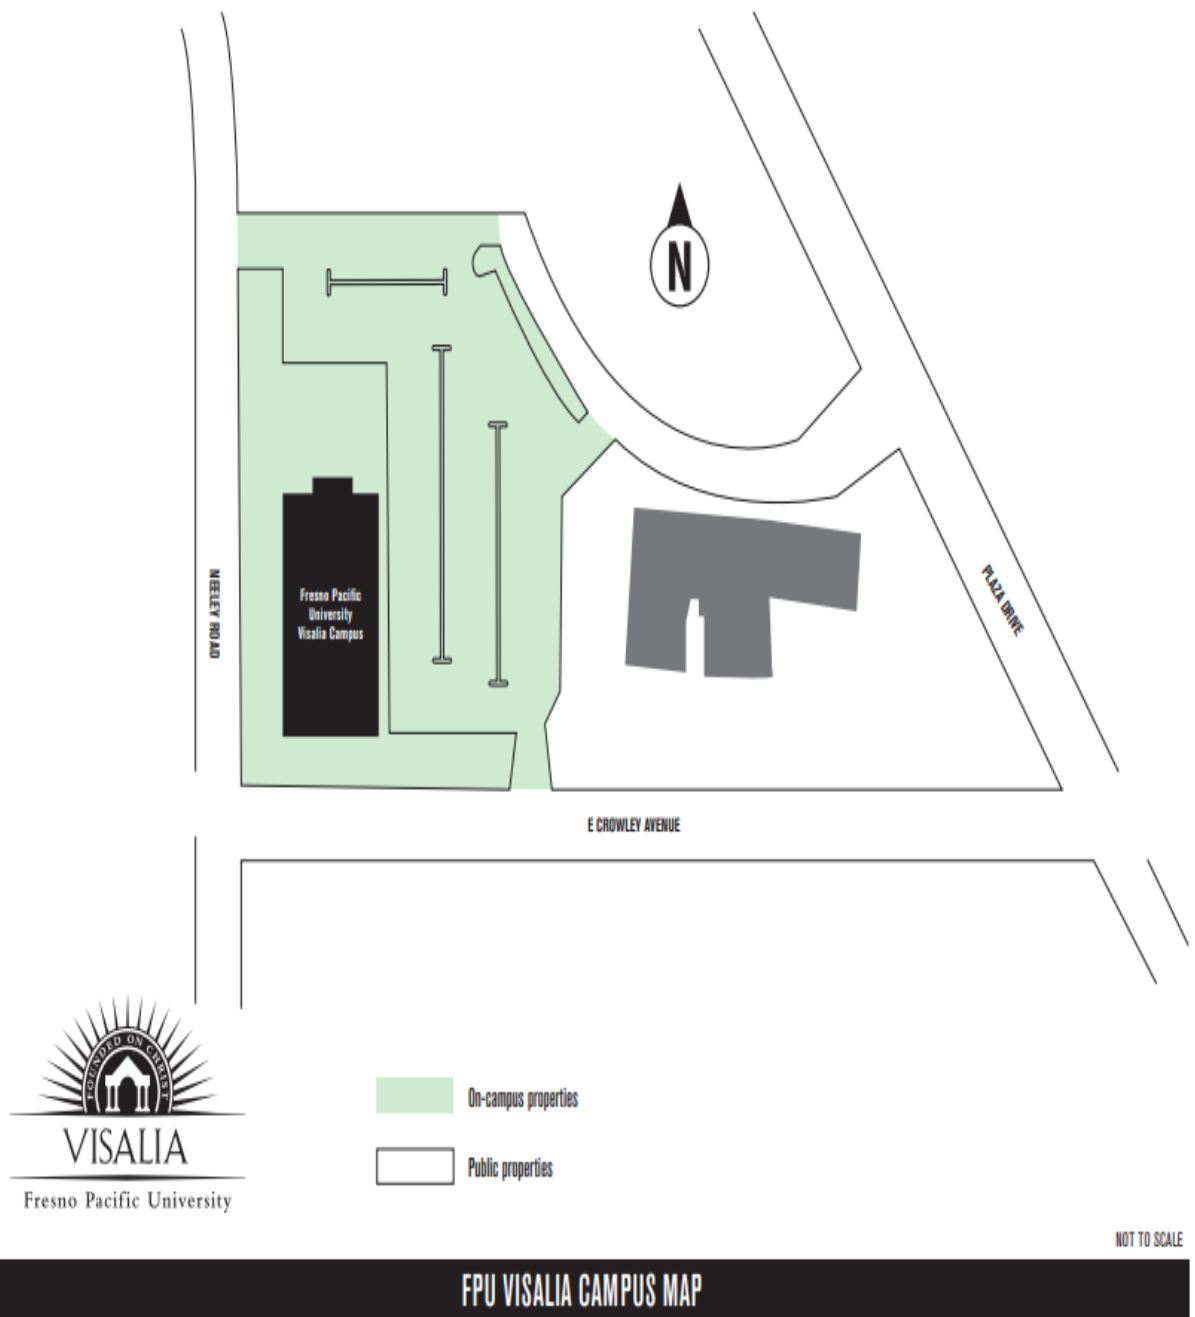 N
Fresno Pacific
University
Visalia Campus
NEELEY ROAD
PLAZA DRIVE
E CROWLEY AVENUE
FOUNDED ON CHRIST
VISALIA
Fresno Pacific University
On-campus properties
Public properties
NOT TO SCALE
FPU VISALIA CAMPUS MAP